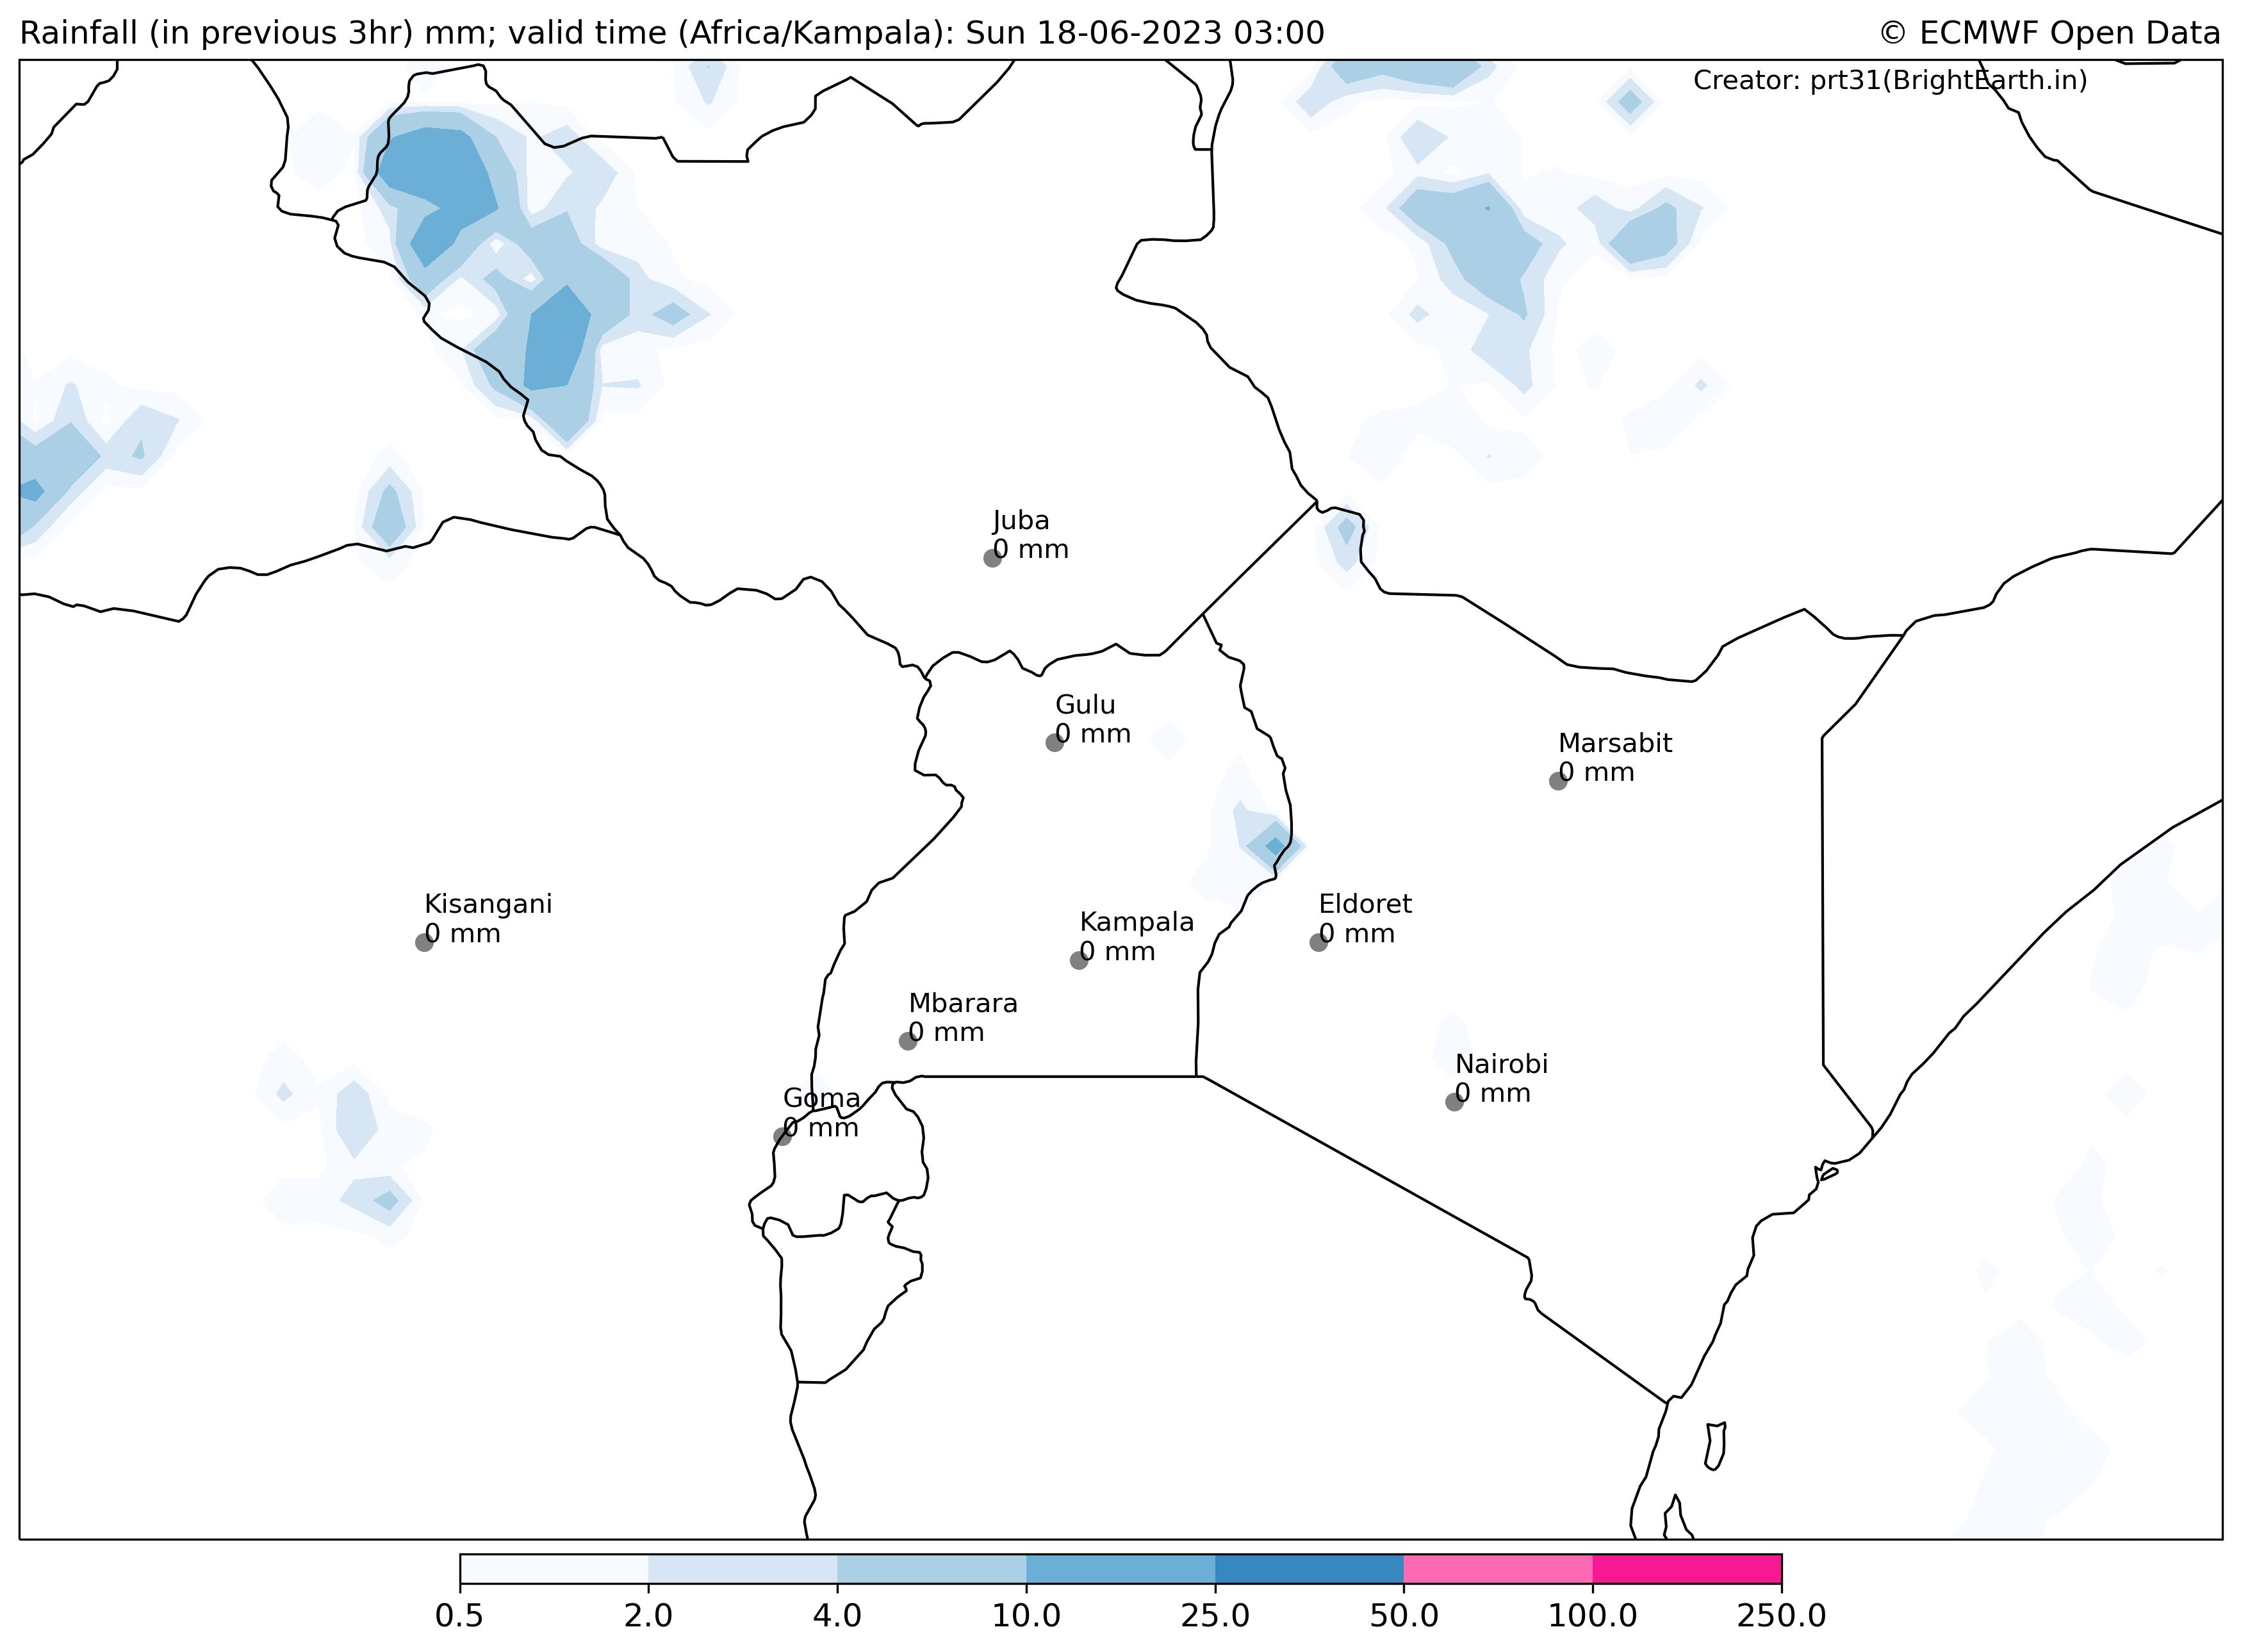 Rainfall (in previous 3hr) mm; valid time (Africa/Kampala): Sun 18-06-2023 03:00
© ECMWF Open Data
Creator: prt31(BrightEarth.in)
Juba
0 mm
Gulu
0 mm
Marsabit
0 mm
Kisangani
0 mm
Eldoret
0 mm
Kampala
0 mm
Mbarara
0 mm
Nairobi
0 mm
Goma
0 mm
0.5 2.0 4.0 10.0 25.0 50.0 100.0 250.0